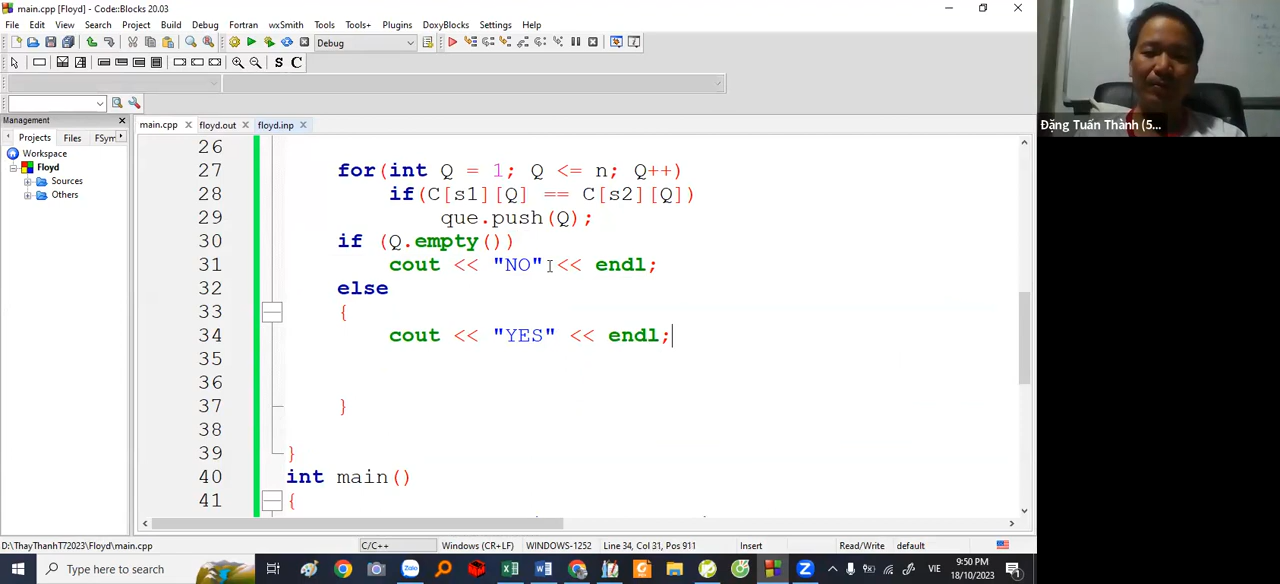 main.cpp [Floyd] - Code::Blocks 20.03
File Edit View Search Project Build Debug Fortran wxSmith Tools Tools+ Plugins DoxyBlocks Settings Help
Debug
S C
Management
main.cpp floyd.out floyd.inp
Projects Files FSym
Workspace
Floyd
Sources
Others
26
27 for(int Q = 1; Q <= n; Q++)
28 if(C[s1][Q] == C[s2][Q])
29 que.push(Q);
30 if (Q.empty())
31 cout << "NO" << endl;
32 else
33 {
34 cout << "YES" << endl;
35
36
37 }
38
39 }
40 int main()
41 {
Đặng Tuấn Thành (5...
D:\ThayThanhT72023\Floyd\main.cpp C/C++ Windows (CR+LF) WINDOWS-1252 Line 34, Col 31, Pos 911 Insert Read/Write default
Type here to search
Zalo
VIE
9:50 PM
18/10/2023
1